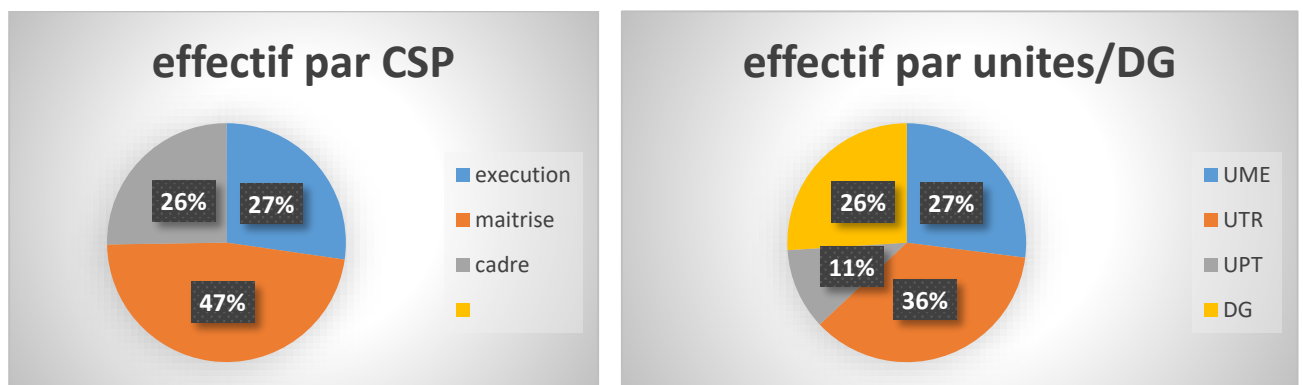 effectif par CSP
26%
27%
47%
execution
maitrise
cadre
effectif par unites/DG
26%
27%
11%
36%
UME
UTR
UPT
DG